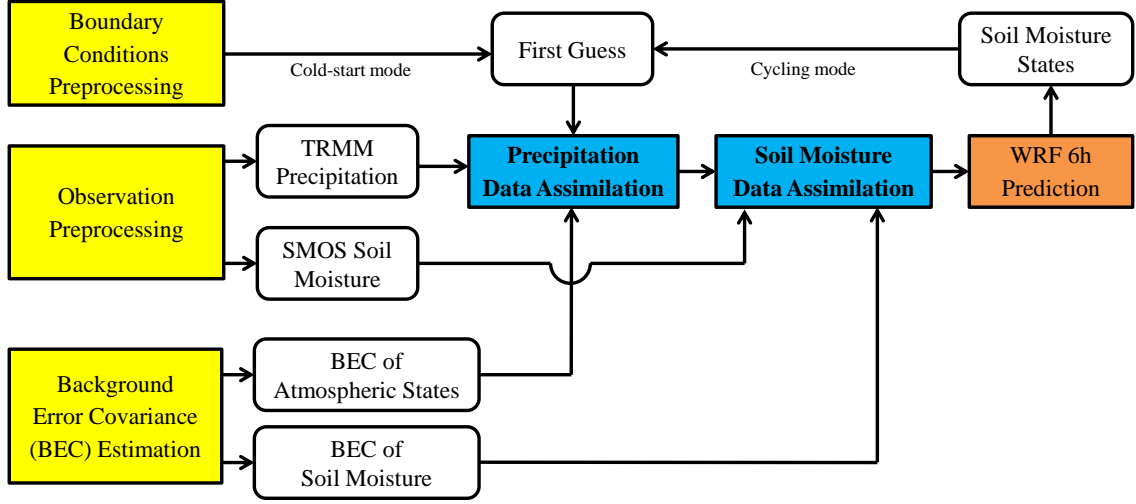 Boundary
Conditions
Preprocessing
Cold-start mode
First Guess
Cycling mode
Soil Moisture
States
Observation
Preprocessing
TRMM
Precipitation
Precipitation
Data Assimilation
Soil Moisture
Data Assimilation
WRF 6h
Prediction
SMOS Soil
Moisture
Background
Error Covariance
(BEC) Estimation
BEC of
Atmospheric States
BEC of
Soil Moisture